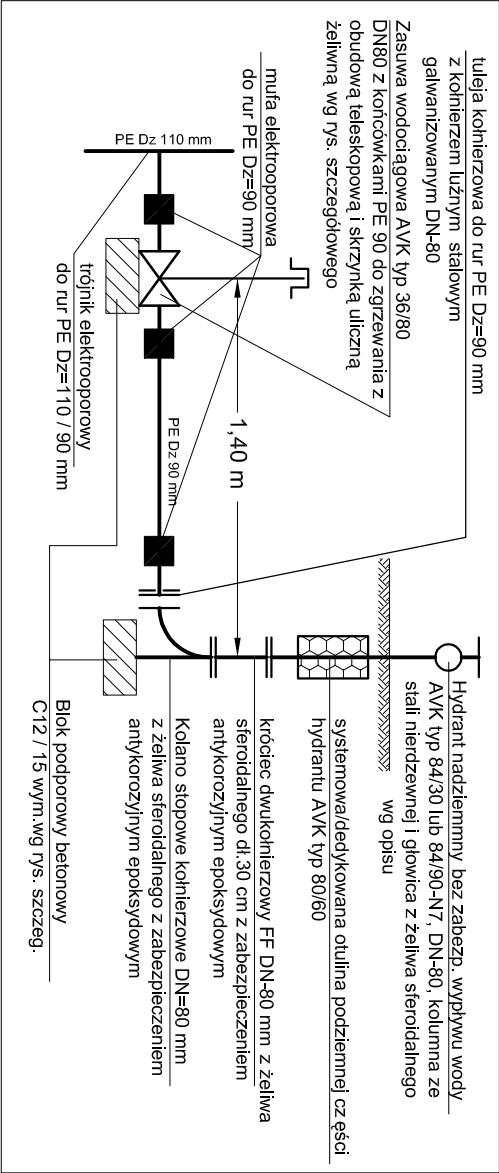 tuleja kołnierzowa do rur PE Dz=90 mm
z kołnierzem luźnym stalowym
galwanizowanym DN-80
Zasuwa wodociągowa AVK typ 36/80
DN80 z końcówkami PE 90 do zgrzewania z
obudową teleskopową i skrzynką uliczną
żeliwną wg rys. szczegółowego
mufa elektrooporowa
do rur PE Dz=90 mm
PE Dz 110 mm
trójnik elektrooporowy
do rur PE Dz=110 / 90 mm
1,40 m
PE Dz 90 mm
Hydrant nadziemmny bez zabezp. wypływu wody
AVK typ 84/30 lub 84/90-N7, DN-80, kolumna ze
stali nierdzewnej i głowica z żeliwa sferoidalnego
wg opisu
systemowa/dedykowana otulina podziemnej cz ęści
hydrantu AVK typ 80/60
króciec dwukołnierzowy FF DN-80 mm z żeliwa
sferoidalnego dł.30 cm z zabezpieczeniem
antykorozyjnym epoksydowym
Kolano stopowe kołnierzowe DN=80 mm
z żeliwa sferoidalnego z zabezpieczeniem
antykorozyjnym epoksydowym
Blok podporowy betonowy
C12 / 15 wym.wg rys. szczeg.